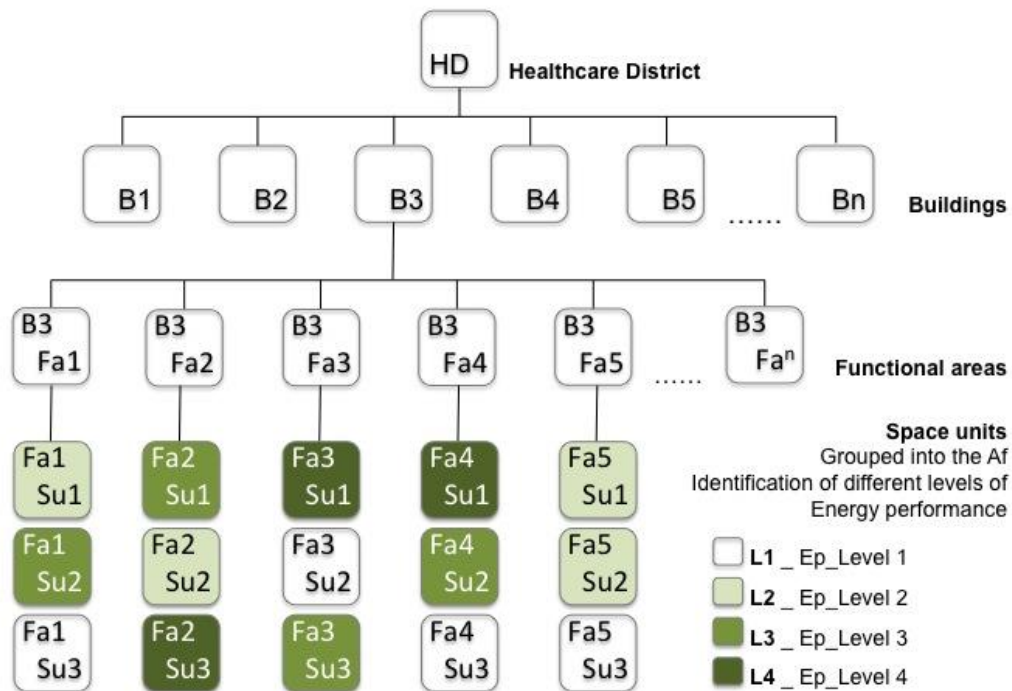 HD
Healthcare District
B1 B2 B3 B4 B5 ...... Bn
Buildings
B3 B3 B3 B3 B3 B3
Fa1 Fa2 Fa3 Fa4 Fa5 ...... Faⁿ
Functional areas
Space units
Grouped into the Af
Identification of different levels of
Energy performance
Fa1 Fa2 Fa3 Fa4 Fa5
Su1 Su1 Su1 Su1 Su1
Fa1 Fa2 Fa3 Fa4 Fa5
Su2 Su2 Su2 Su2 Su2
Fa1 Fa2 Fa3 Fa4 Fa5
Su3 Su3 Su3 Su3 Su3
L1 _ Ep_Level 1
L2 _ Ep_Level 2
L3 _ Ep_Level 3
L4 _ Ep_Level 4